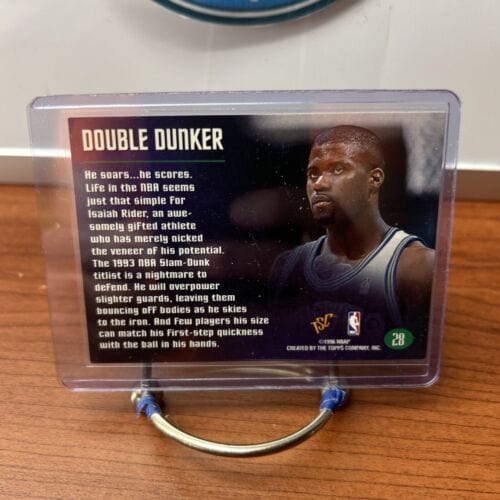 DOUBLE DUNKER
He soars...he scores.
Life in the NBA seems
just that simple for
Isaiah Rider, an awe-
somely gifted athlete
who has merely nicked
the veneer of his potential.
The 1993 NBA Slam-Dunk
titlist is a nightmare to
defend. He will overpower
slighter guards, leaving them
bouncing off bodies as he skies
to the iron. And few players his size
can match his first-step quickness
with the ball in his hands.
TSC
©1996 NBAP
CREATED BY THE TOPPS COMPANY, INC.
28